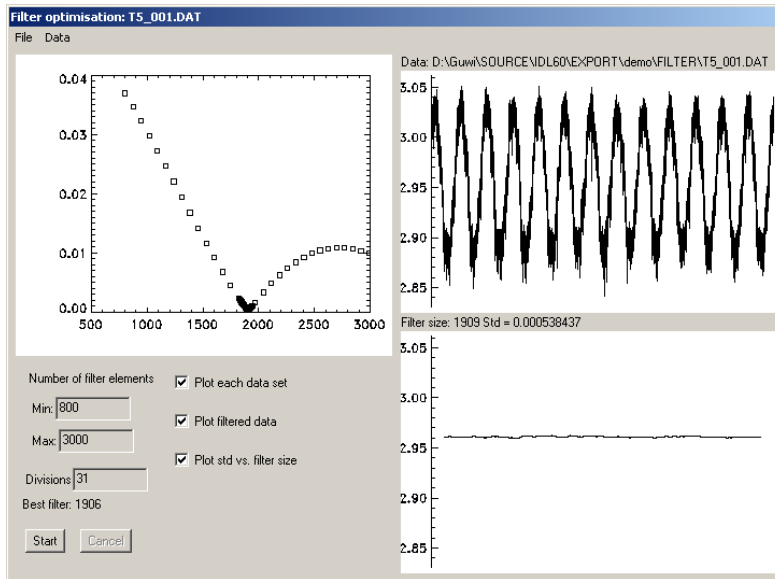 Filter optimisation: T5_001.DAT
File Data
0.04
0.03
0.02
0.01
0.00
500 1000 1500 2000 2500 3000
Number of filter elements
Min: 800
Max: 3000
Divisions 31
Best filter: 1906
Start Cancel
Plot each data set
Plot filtered data
Plot std vs. filter size
Data: D:\Guwi\SOURCE\IDL60\EXPORT\demo\FILTER\T5_001.DAT
3.05
3.00
2.95
2.90
2.85
Filter size: 1909 Std = 0.000538437
3.05
3.00
2.95
2.90
2.85